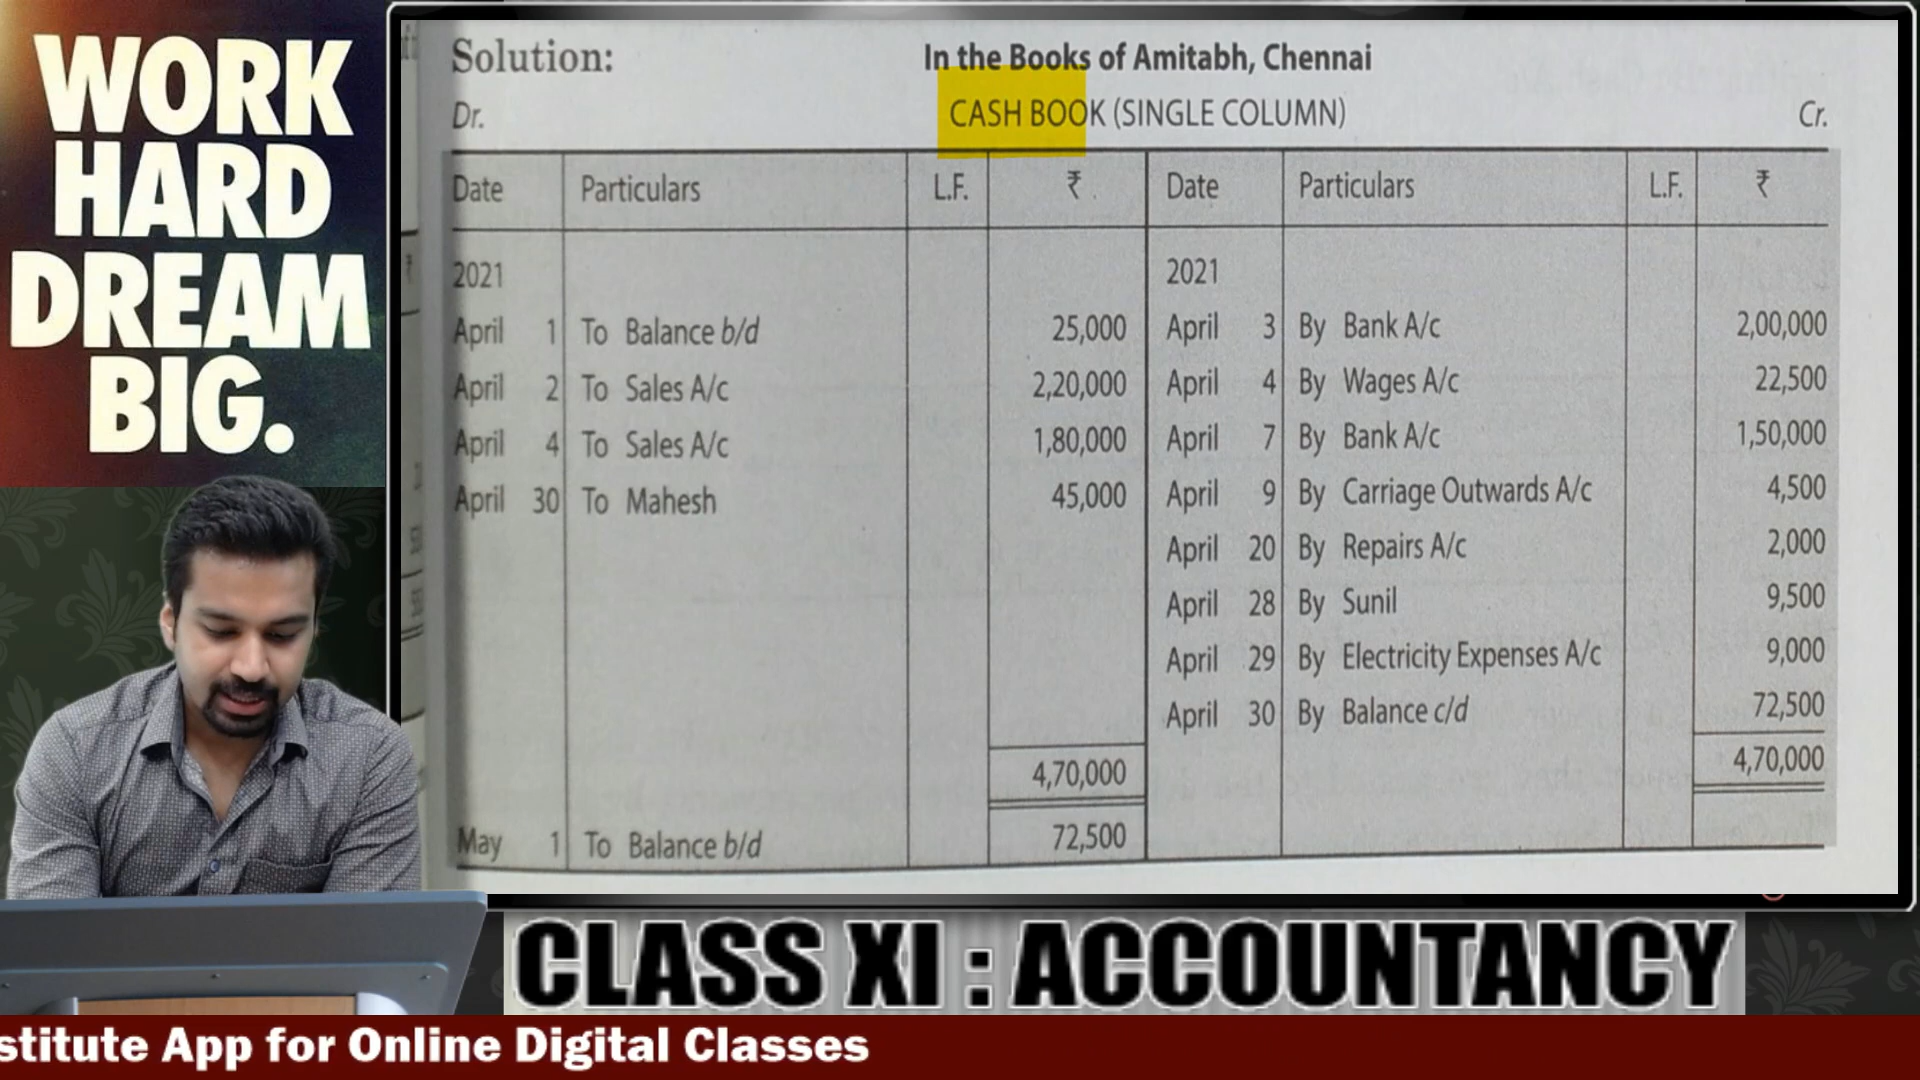 WORK
HARD
DREAM
BIG.
Solution:
In the Books of Amitabh, Chennai
Dr. CASH BOOK (SINGLE COLUMN) Cr.
Date Particulars L.F. ₹ Date Particulars L.F. ₹
2021 2021
April 1 To Balance b/d 25,000 April 3 By Bank A/c 2,00,000
April 2 To Sales A/c 2,20,000 April 4 By Wages A/c 22,500
April 4 To Sales A/c 1,80,000 April 7 By Bank A/c 1,50,000
April 30 To Mahesh 45,000 April 9 By Carriage Outwards A/c 4,500
April 20 By Repairs A/c 2,000
April 28 By Sunil 9,500
April 29 By Electricity Expenses A/c 9,000
April 30 By Balance c/d 72,500
4,70,000 4,70,000
May 1 To Balance b/d 72,500
CLASS XI : ACCOUNTANCY
stitute App for Online Digital Classes